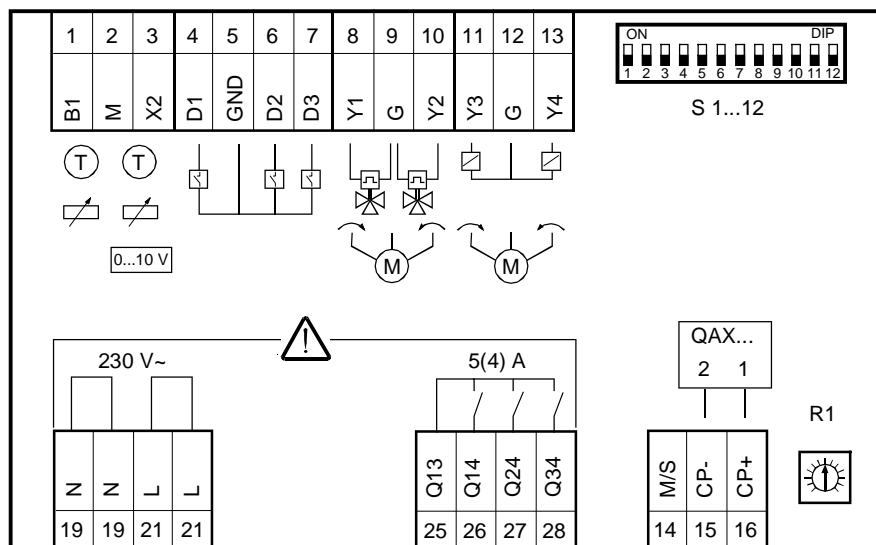 1 2 3 4 5 6 7 8 9 10 11 12 13
B1 M X2 D1 GND D2 D3 Y1 G Y2 Y3 G Y4
ON DIP
1 2 3 4 5 6 7 8 9 10 11 12
S 1...12
T T
0...10 V
M M
230 V~ 5(4) A
QAX...
2 1
R1
N N L L Q13 Q14 Q24 Q34 M/S CP- CP+
19 19 21 21 25 26 27 28 14 15 16